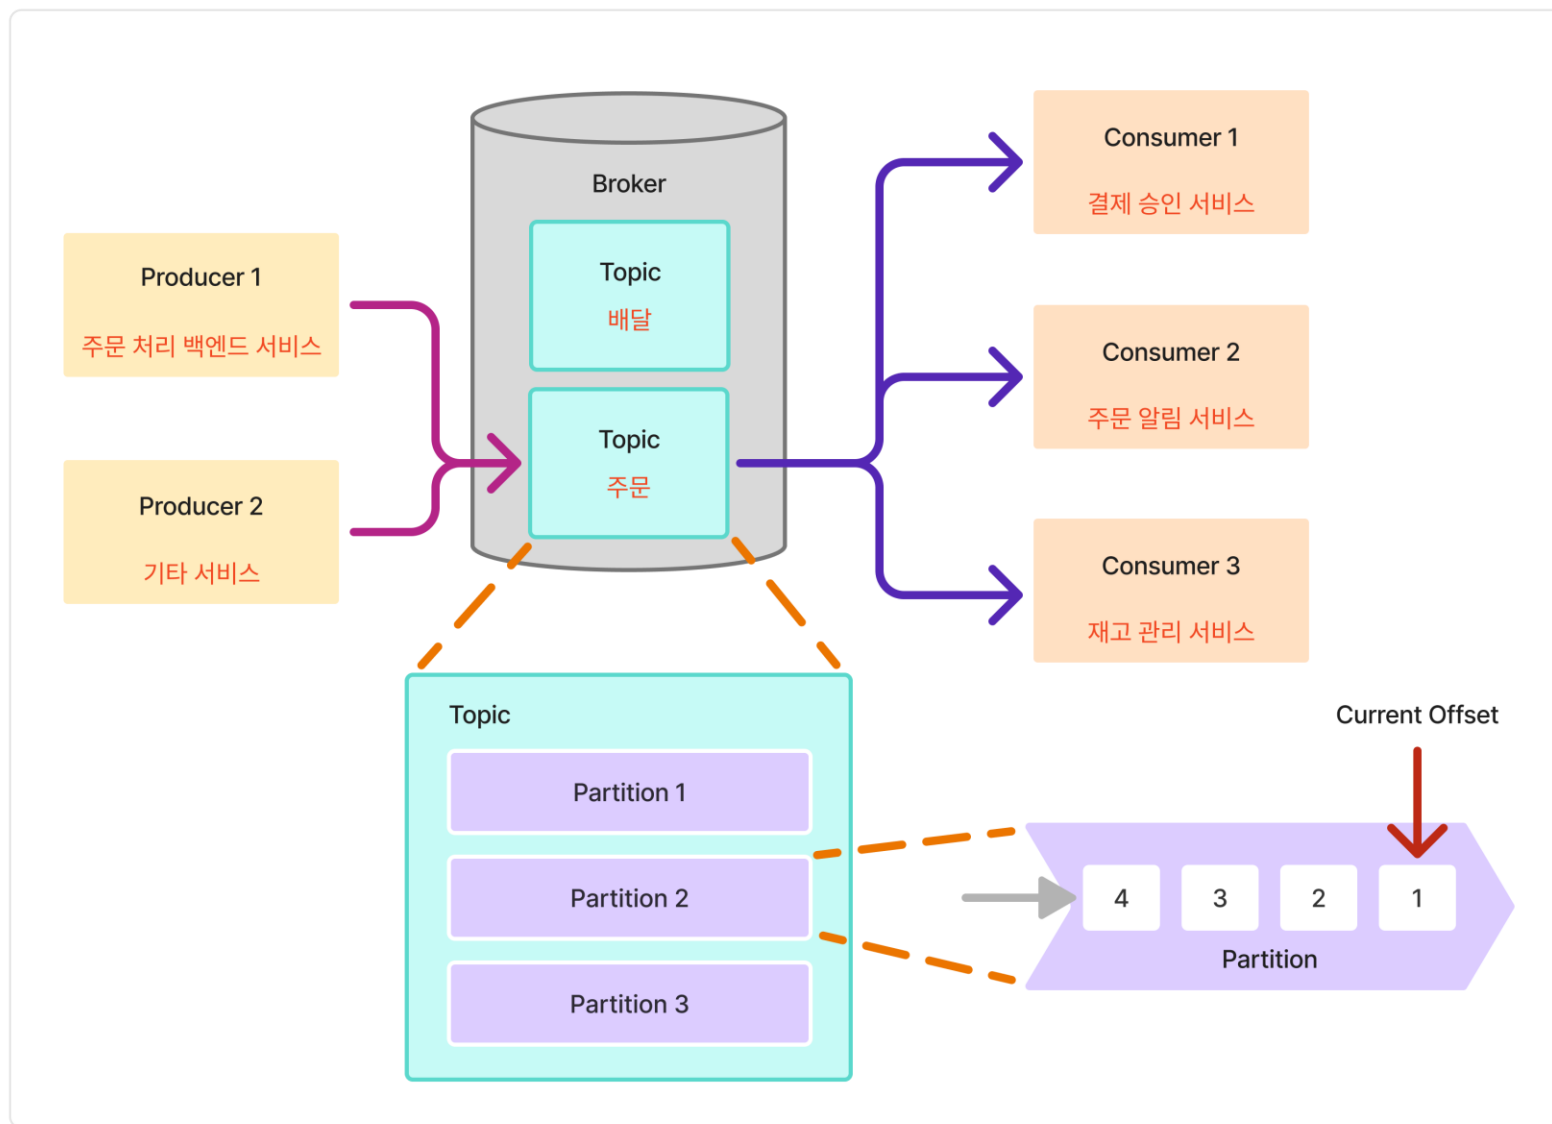 Broker
Topic
배달
Topic
주문
Producer 1
주문 처리 백엔드 서비스
Producer 2
기타 서비스
Consumer 1
결제 승인 서비스
Consumer 2
주문 알림 서비스
Consumer 3
재고 관리 서비스
Topic
Partition 1
Partition 2
Partition 3
Current Offset
4 3 2 1
Partition